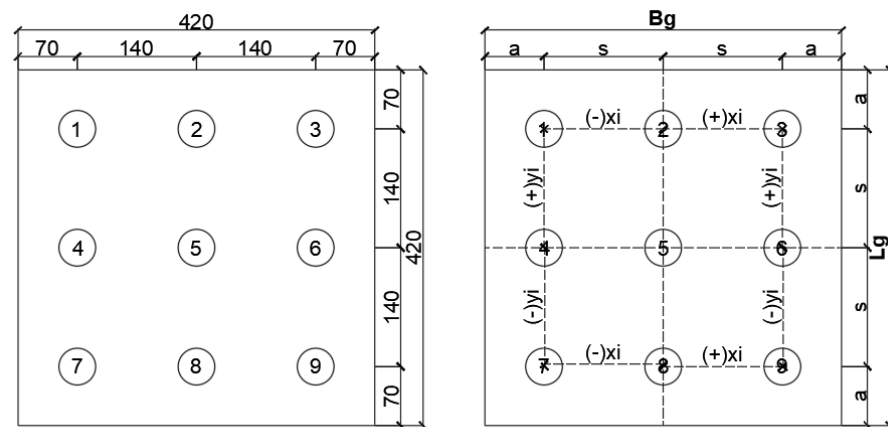 420
70 140 140 70
1 2 3
4 5 6
7 8 9
70
140
140
70
420
Bg
a s s a
1 (-)xi 2 (+)xi 3
(+)yi (+)yi
4 5 6
(-)yi (-)yi
7 (-)xi 8 (+)xi 9
a
s
s
a
Lg